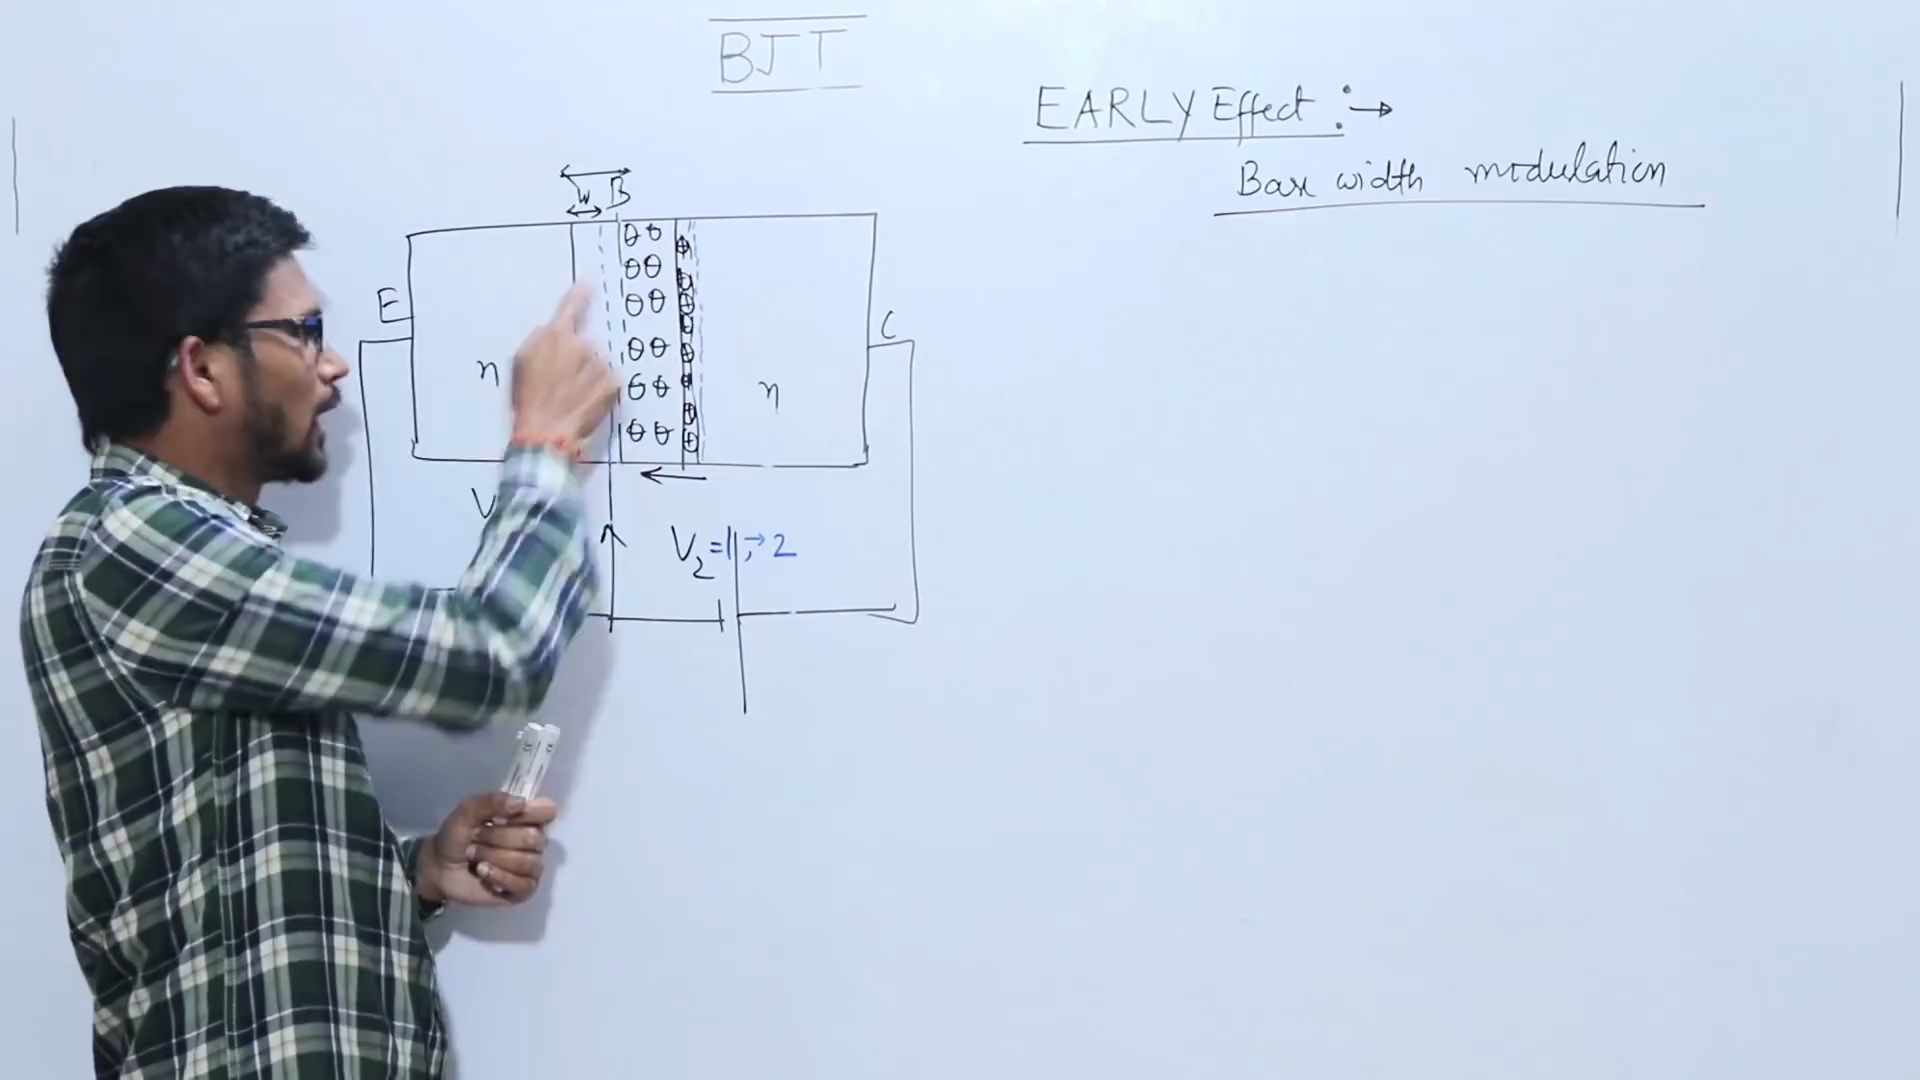 BJT
EARLY Effect :→
Base width modulation
W B
E
C
n
n
V
V₂ = 1, → 2